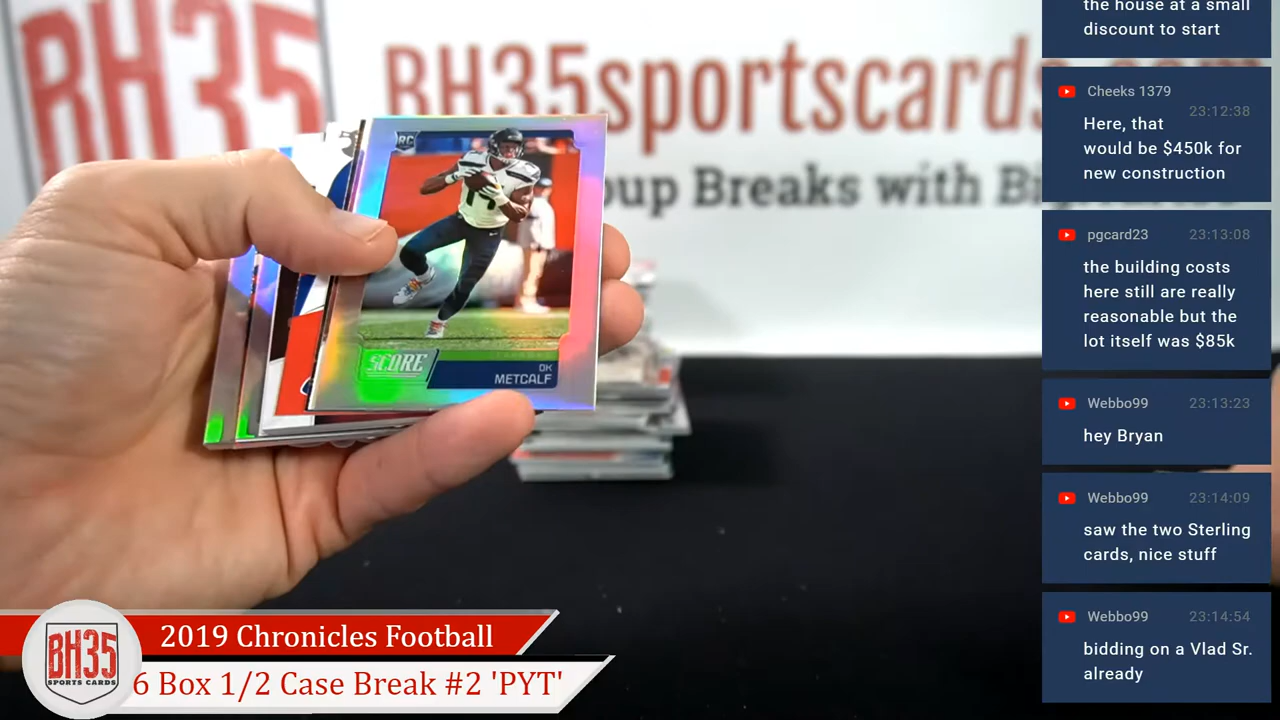 BH35
BH35sportscards.com
oup Breaks with Bi
RC
14
SCORE
DK
METCALF
the house at a small
discount to start
Cheeks 1379
23:12:38
Here, that
would be $450k for
new construction
pgcard23 23:13:08
the building costs
here still are really
reasonable but the
lot itself was $85k
Webbo99 23:13:23
hey Bryan
Webbo99 23:14:09
saw the two Sterling
cards, nice stuff
Webbo99 23:14:54
bidding on a Vlad Sr.
already
2019 Chronicles Football
6 Box 1/2 Case Break #2 'PYT'
BH35
SPORTS CARDS